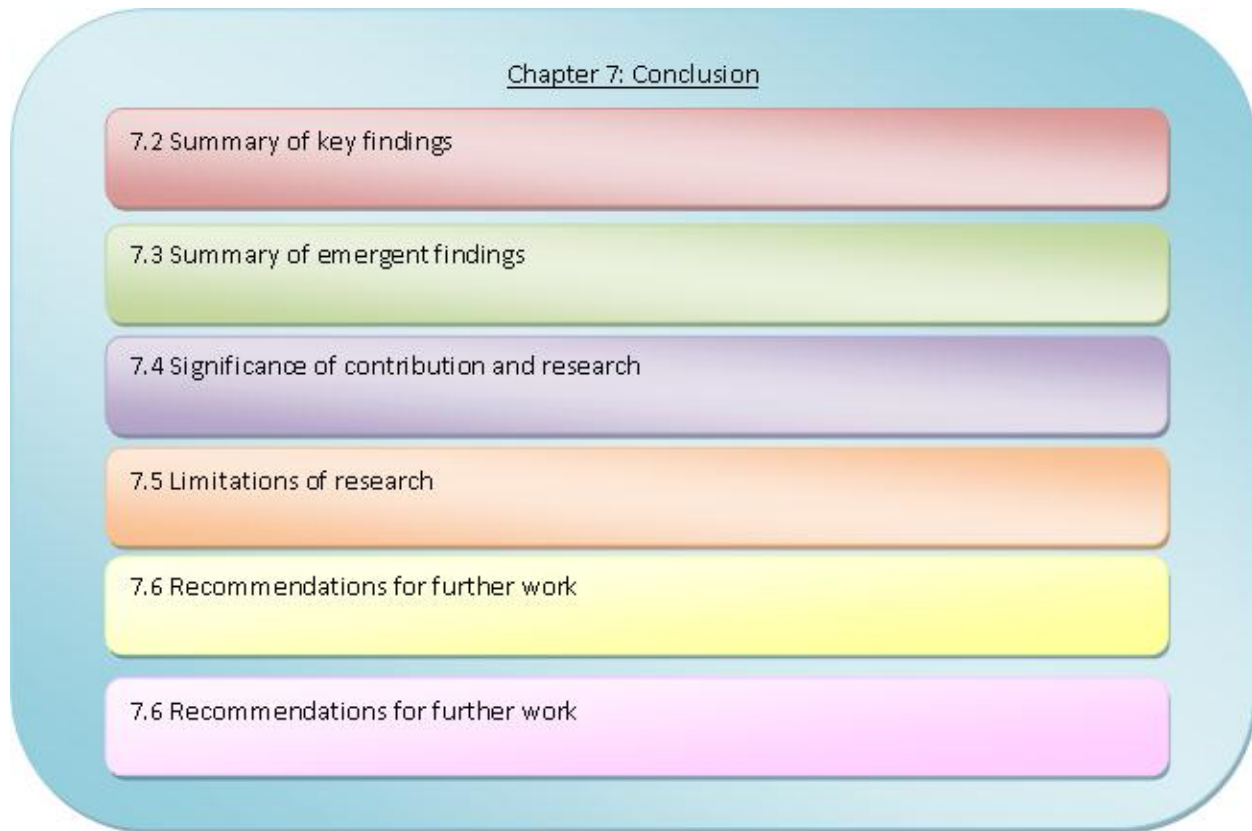 Chapter 7: Conclusion
7.2 Summary of key findings
7.3 Summary of emergent findings
7.4 Significance of contribution and research
7.5 Limitations of research
7.6 Recommendations for further work
7.6 Recommendations for further work